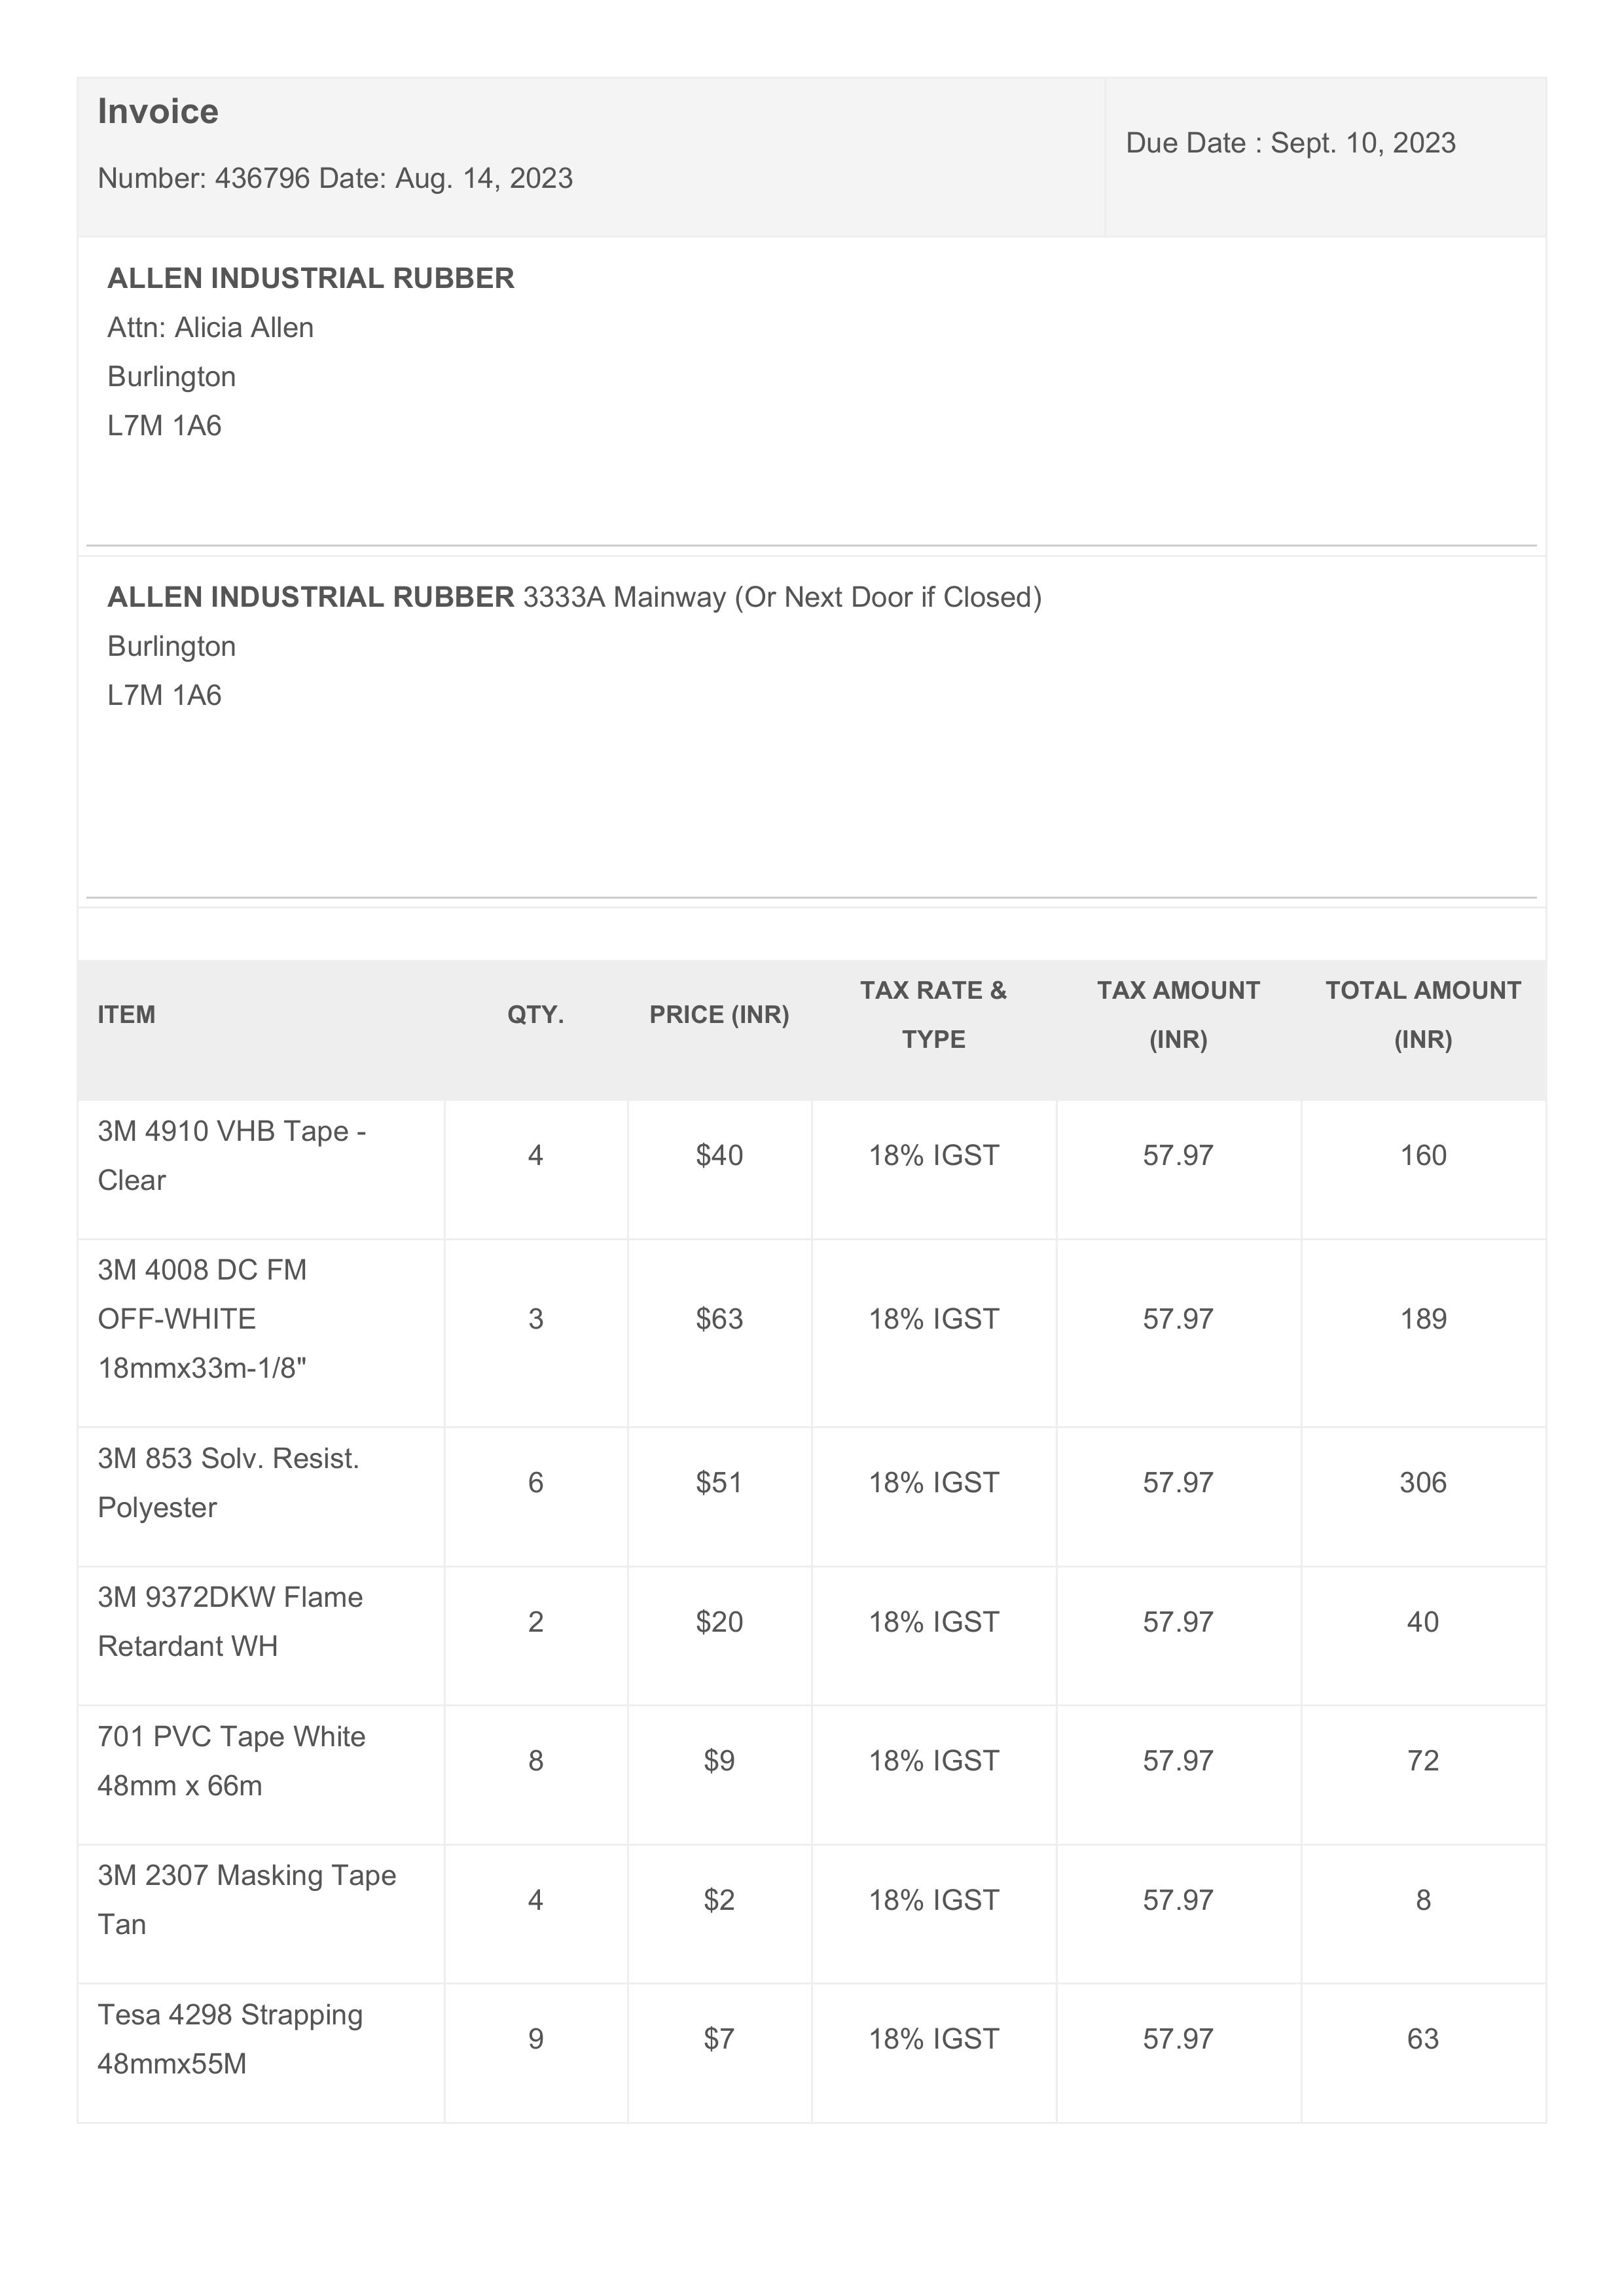 Invoice
Number: 436796 Date: Aug. 14, 2023
Due Date : Sept. 10, 2023
ALLEN INDUSTRIAL RUBBER
Attn: Alicia Allen
Burlington
L7M 1A6
ALLEN INDUSTRIAL RUBBER 3333A Mainway (Or Next Door if Closed)
Burlington
L7M 1A6
ITEM QTY. PRICE (INR) TAX RATE & TYPE TAX AMOUNT (INR) TOTAL AMOUNT (INR)
3M 4910 VHB Tape -
Clear
4 $40 18% IGST 57.97 160
3M 4008 DC FM
OFF-WHITE
18mmx33m-1/8"
3 $63 18% IGST 57.97 189
3M 853 Solv. Resist.
Polyester
6 $51 18% IGST 57.97 306
3M 9372DKW Flame
Retardant WH
2 $20 18% IGST 57.97 40
701 PVC Tape White
48mm x 66m
8 $9 18% IGST 57.97 72
3M 2307 Masking Tape
Tan
4 $2 18% IGST 57.97 8
Tesa 4298 Strapping
48mmx55M
9 $7 18% IGST 57.97 63